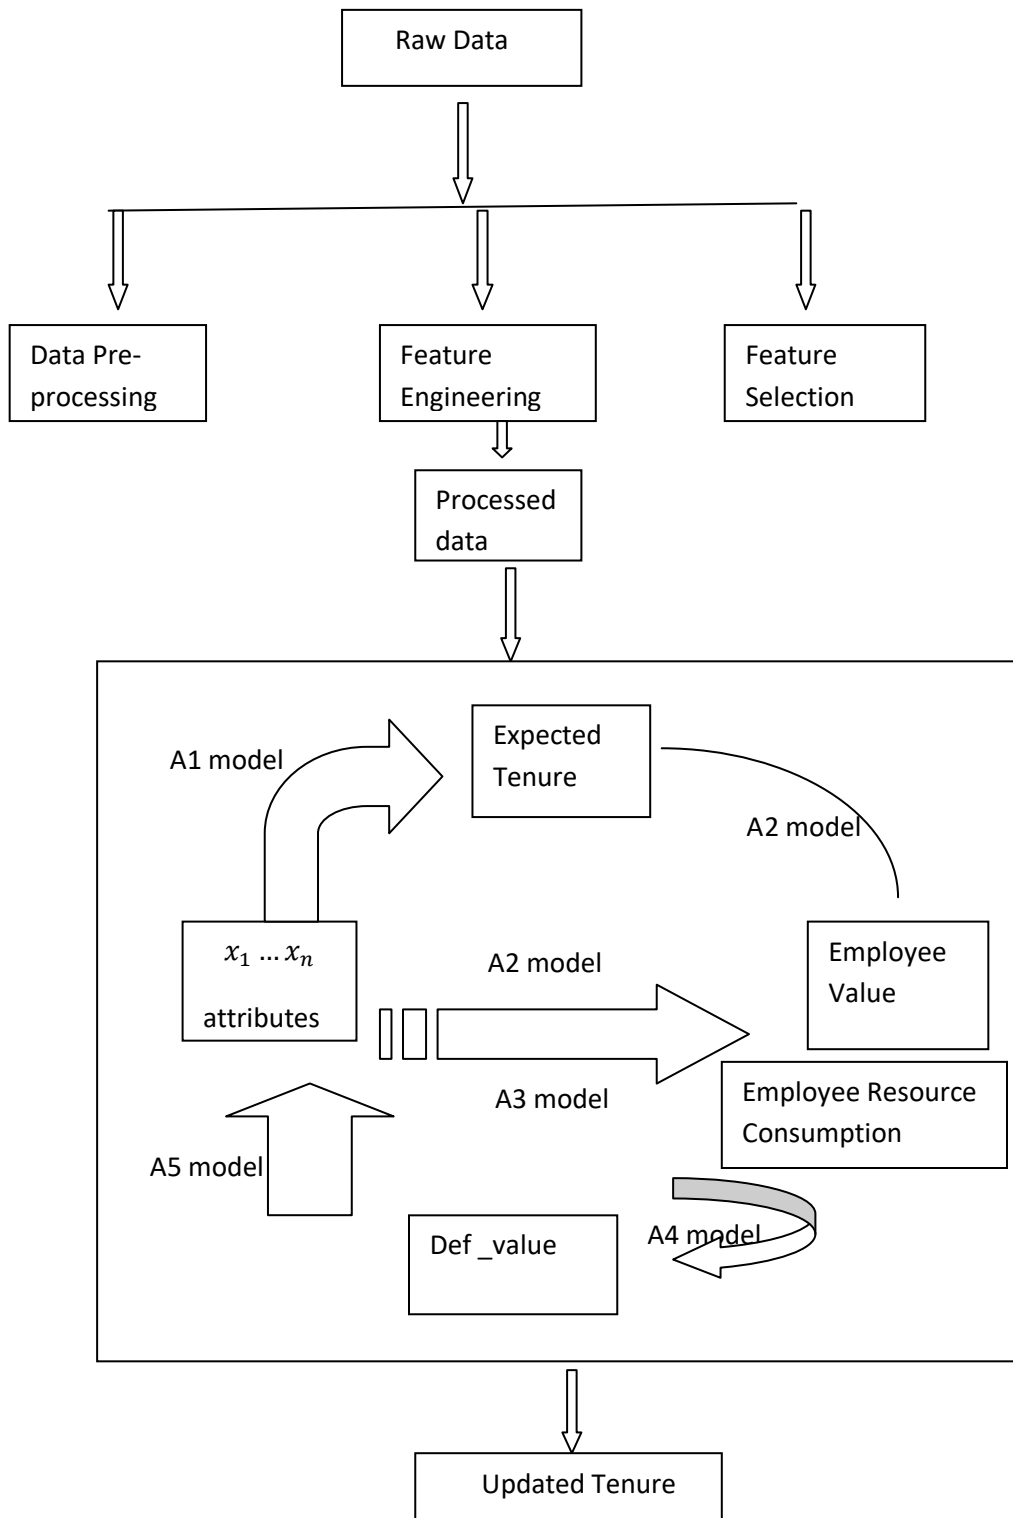 Raw Data
Data Pre-
processing
Feature
Engineering
Feature
Selection
Processed
data
Expected
Tenure
A1 model
A2 model
x₁ … xₙ
attributes
A2 model
Employee
Value
A3 model
Employee Resource
Consumption
A5 model
Def _value
A4 model
Updated Tenure